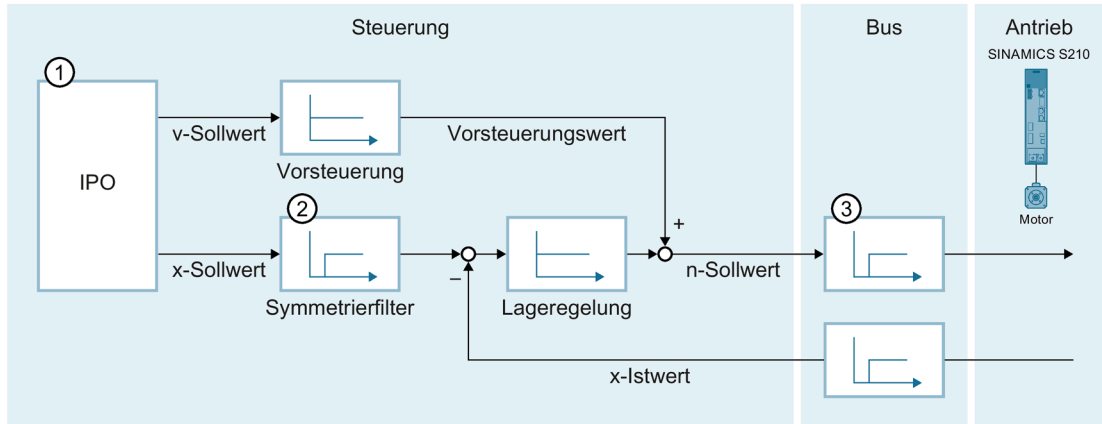 Steuerung
Bus
Antrieb
SINAMICS S210
1
v-Sollwert
Vorsteuerungswert
Vorsteuerung
IPO
2
3
Motor
+
x-Sollwert
n-Sollwert
–
Symmetrierfilter
Lageregelung
x-Istwert